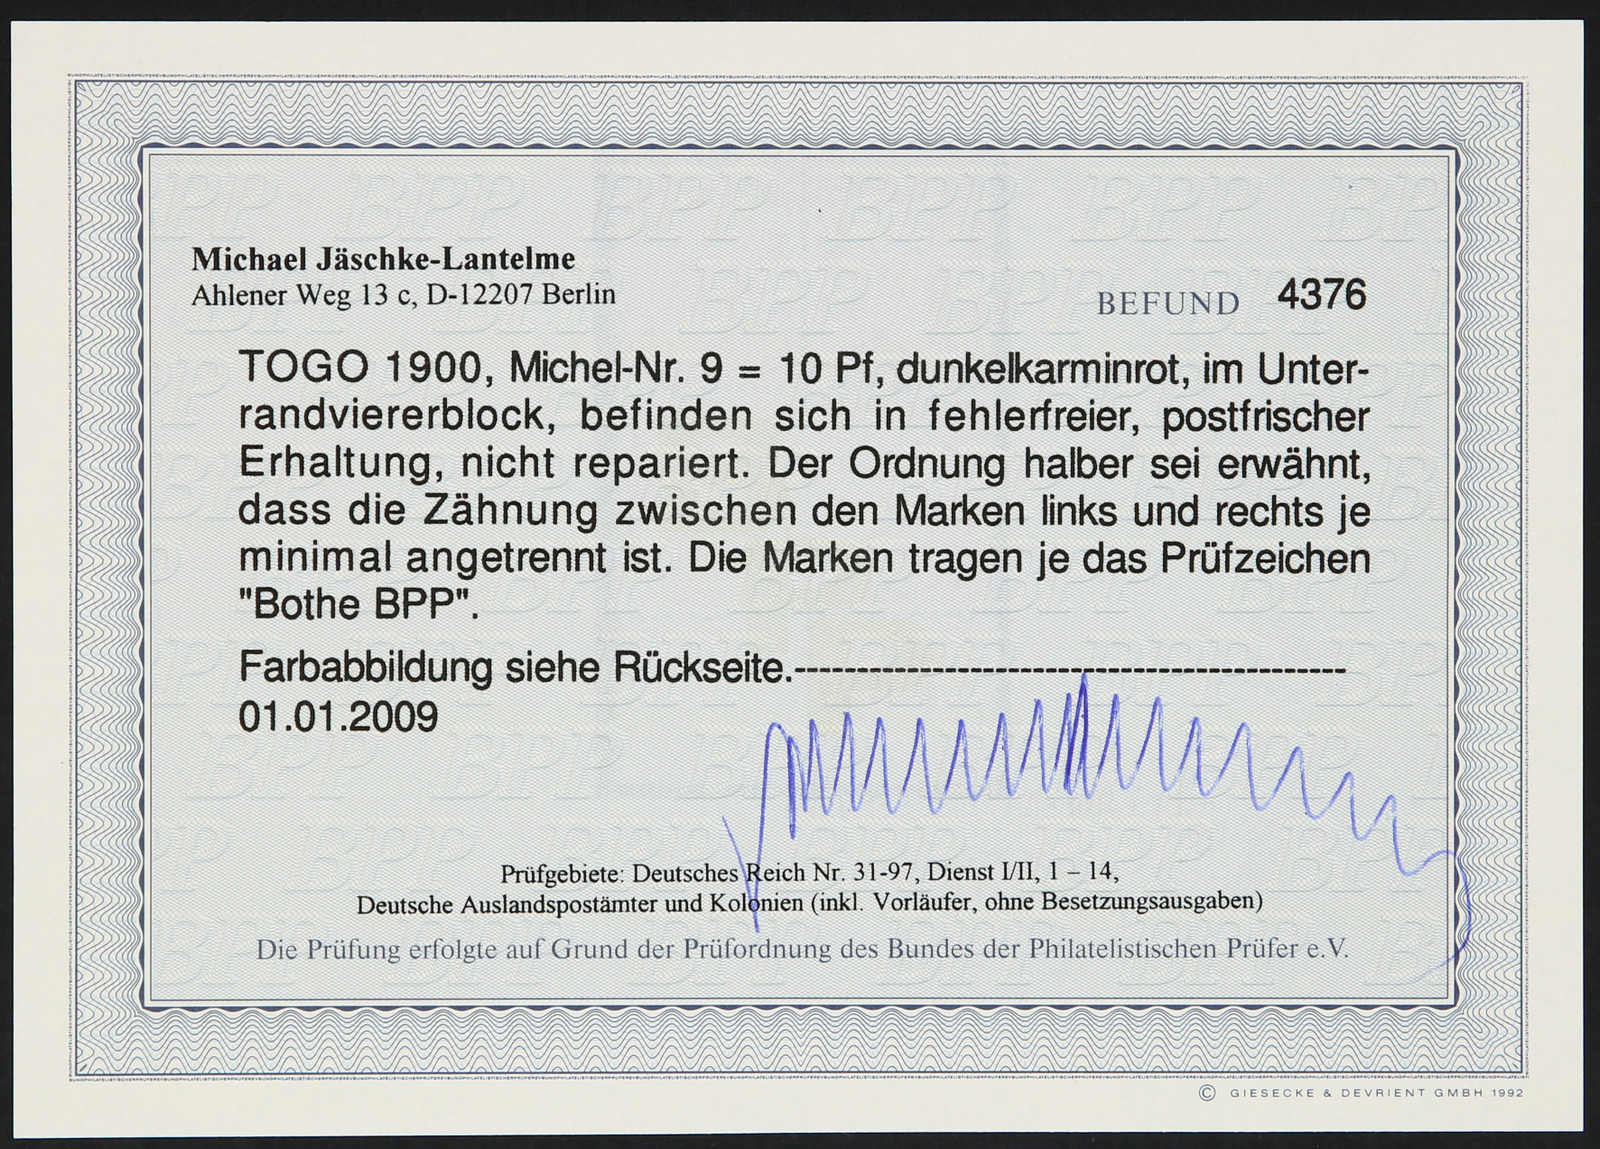 Michael Jäschke-Lantelme
Ahlener Weg 13 c, D-12207 Berlin
BEFUND 4376
TOGO 1900, Michel-Nr. 9 = 10 Pf, dunkelkarminrot, im Unter-
randviererblock, befinden sich in fehlerfreier, postfrischer
Erhaltung, nicht repariert. Der Ordnung halber sei erwähnt,
dass die Zähnung zwischen den Marken links und rechts je
minimal angetrennt ist. Die Marken tragen je das Prüfzeichen
"Bothe BPP".
Farbabbildung siehe Rückseite.--------------------------------------------
01.01.2009
Prüfgebiete: Deutsches Reich Nr. 31-97, Dienst I/II, 1 – 14,
Deutsche Auslandspostämter und Kolonien (inkl. Vorläufer, ohne Besetzungsausgaben)
Die Prüfung erfolgte auf Grund der Prüfordnung des Bundes der Philatelistischen Prüfer e.V.
© GIESECKE & DEVRIENT GMBH 1992